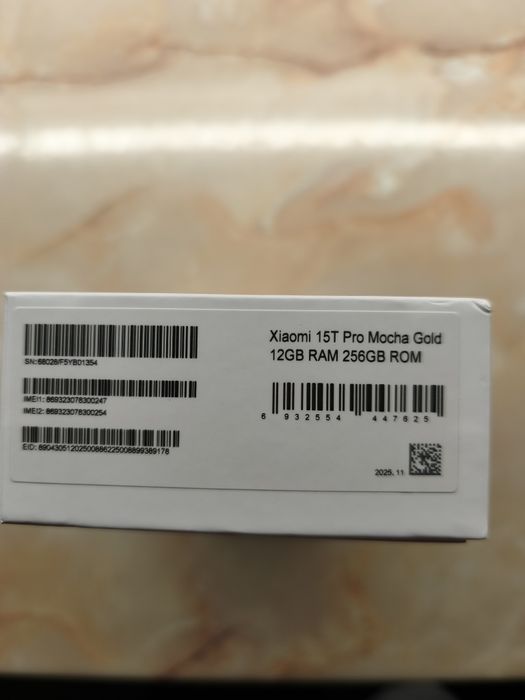 Xiaomi 15T Pro Mocha Gold
12GB RAM 256GB ROM
SN:68028/F5YB01354
IMEI1: 869323078300247
IMEI2: 869323078300254
EID: 89043051202500886225008899389178
6 932554 447625
2025. 11